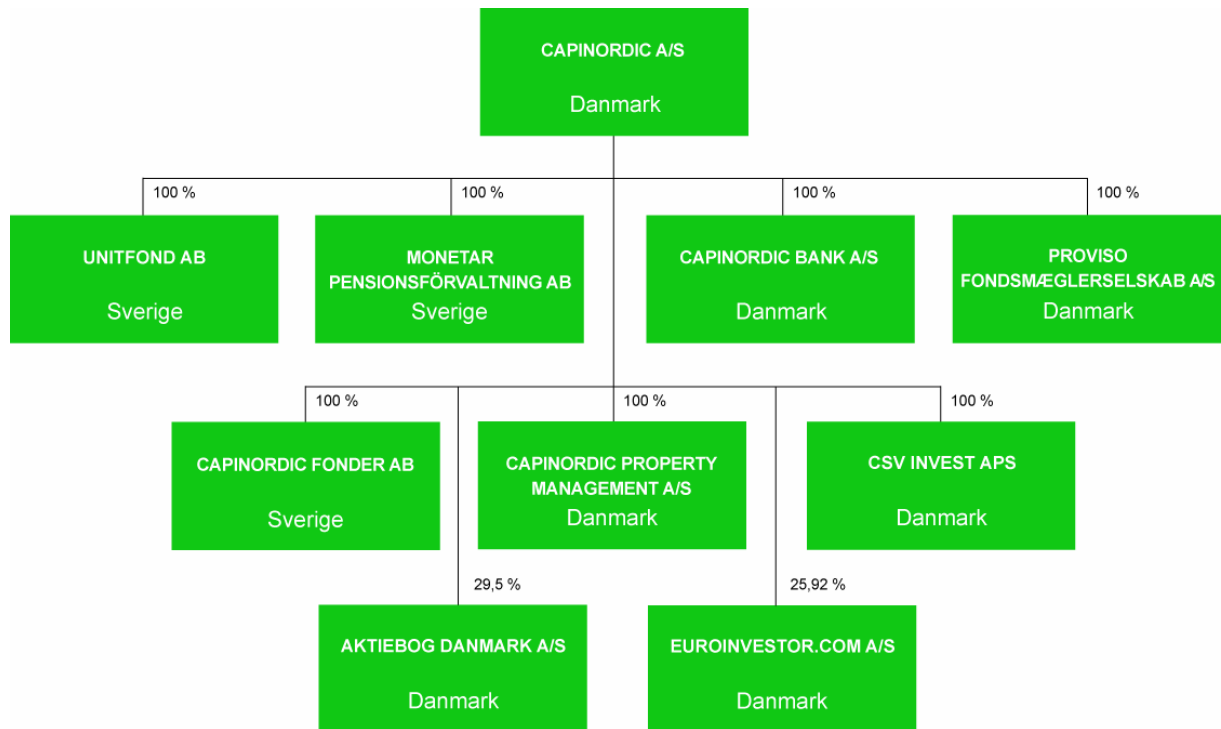 CAPINORDIC A/S
Danmark
100 %
100 %
100 %
100 %
UNITFOND AB
Sverige
MONETAR
PENSIONSFÖRVALTNING AB
Sverige
CAPINORDIC BANK A/S
Danmark
PROVISO
FONDSMÆGLERSELSKAB A/S
Danmark
100 %
100 %
100 %
CAPINORDIC FONDER AB
Sverige
CAPINORDIC PROPERTY
MANAGEMENT A/S
Danmark
CSV INVEST APS
Danmark
29,5 %
25,92 %
AKTIEBOG DANMARK A/S
Danmark
EUROINVESTOR.COM A/S
Danmark